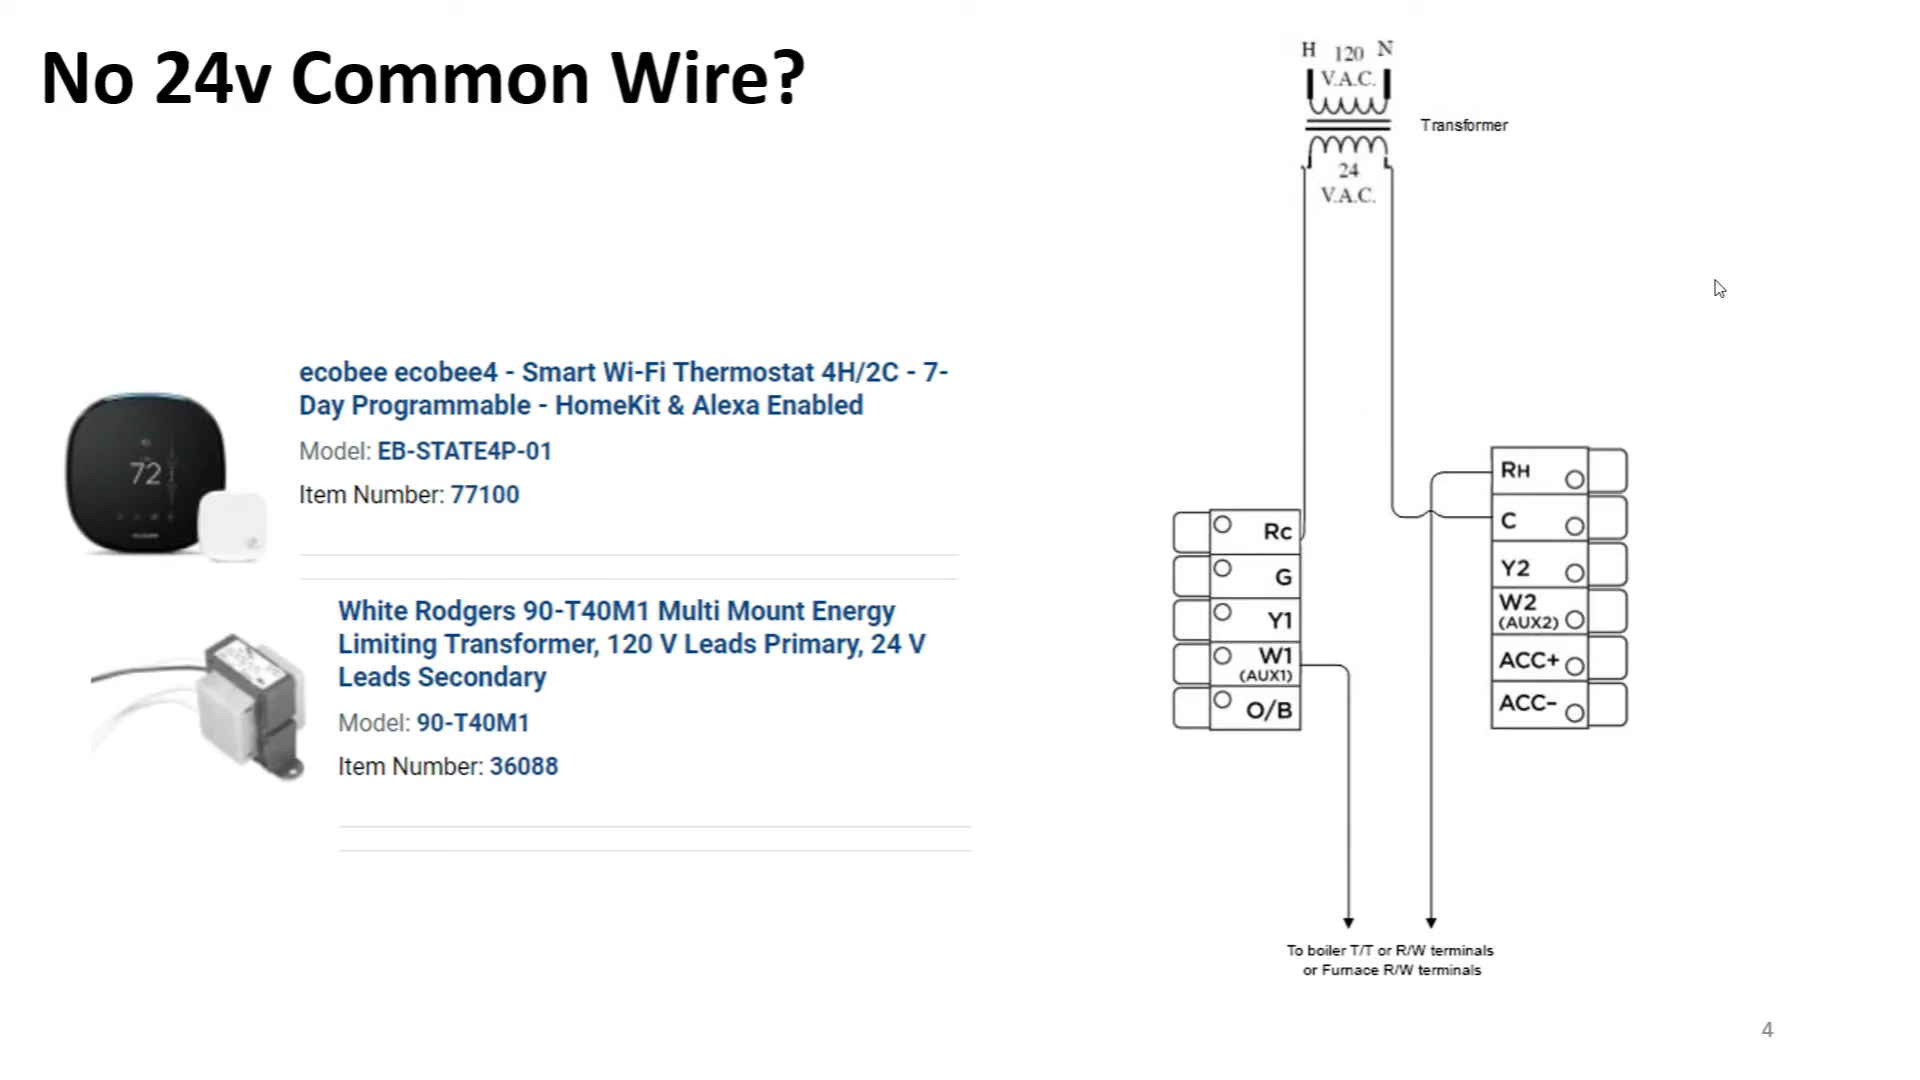 No 24v Common Wire?
ecobee ecobee4 - Smart Wi-Fi Thermostat 4H/2C - 7-
Day Programmable - HomeKit & Alexa Enabled
Model: EB-STATE4P-01
Item Number: 77100
72
White Rodgers 90-T40M1 Multi Mount Energy
Limiting Transformer, 120 V Leads Primary, 24 V
Leads Secondary
Model: 90-T40M1
Item Number: 36088
H 120 N
V.A.C.
Transformer
24
V.A.C.
Rc
G
Y1
W1
(AUX1)
O/B
RH
C
Y2
W2
(AUX2)
ACC+
ACC-
To boiler T/T or R/W terminals
or Furnace R/W terminals
4